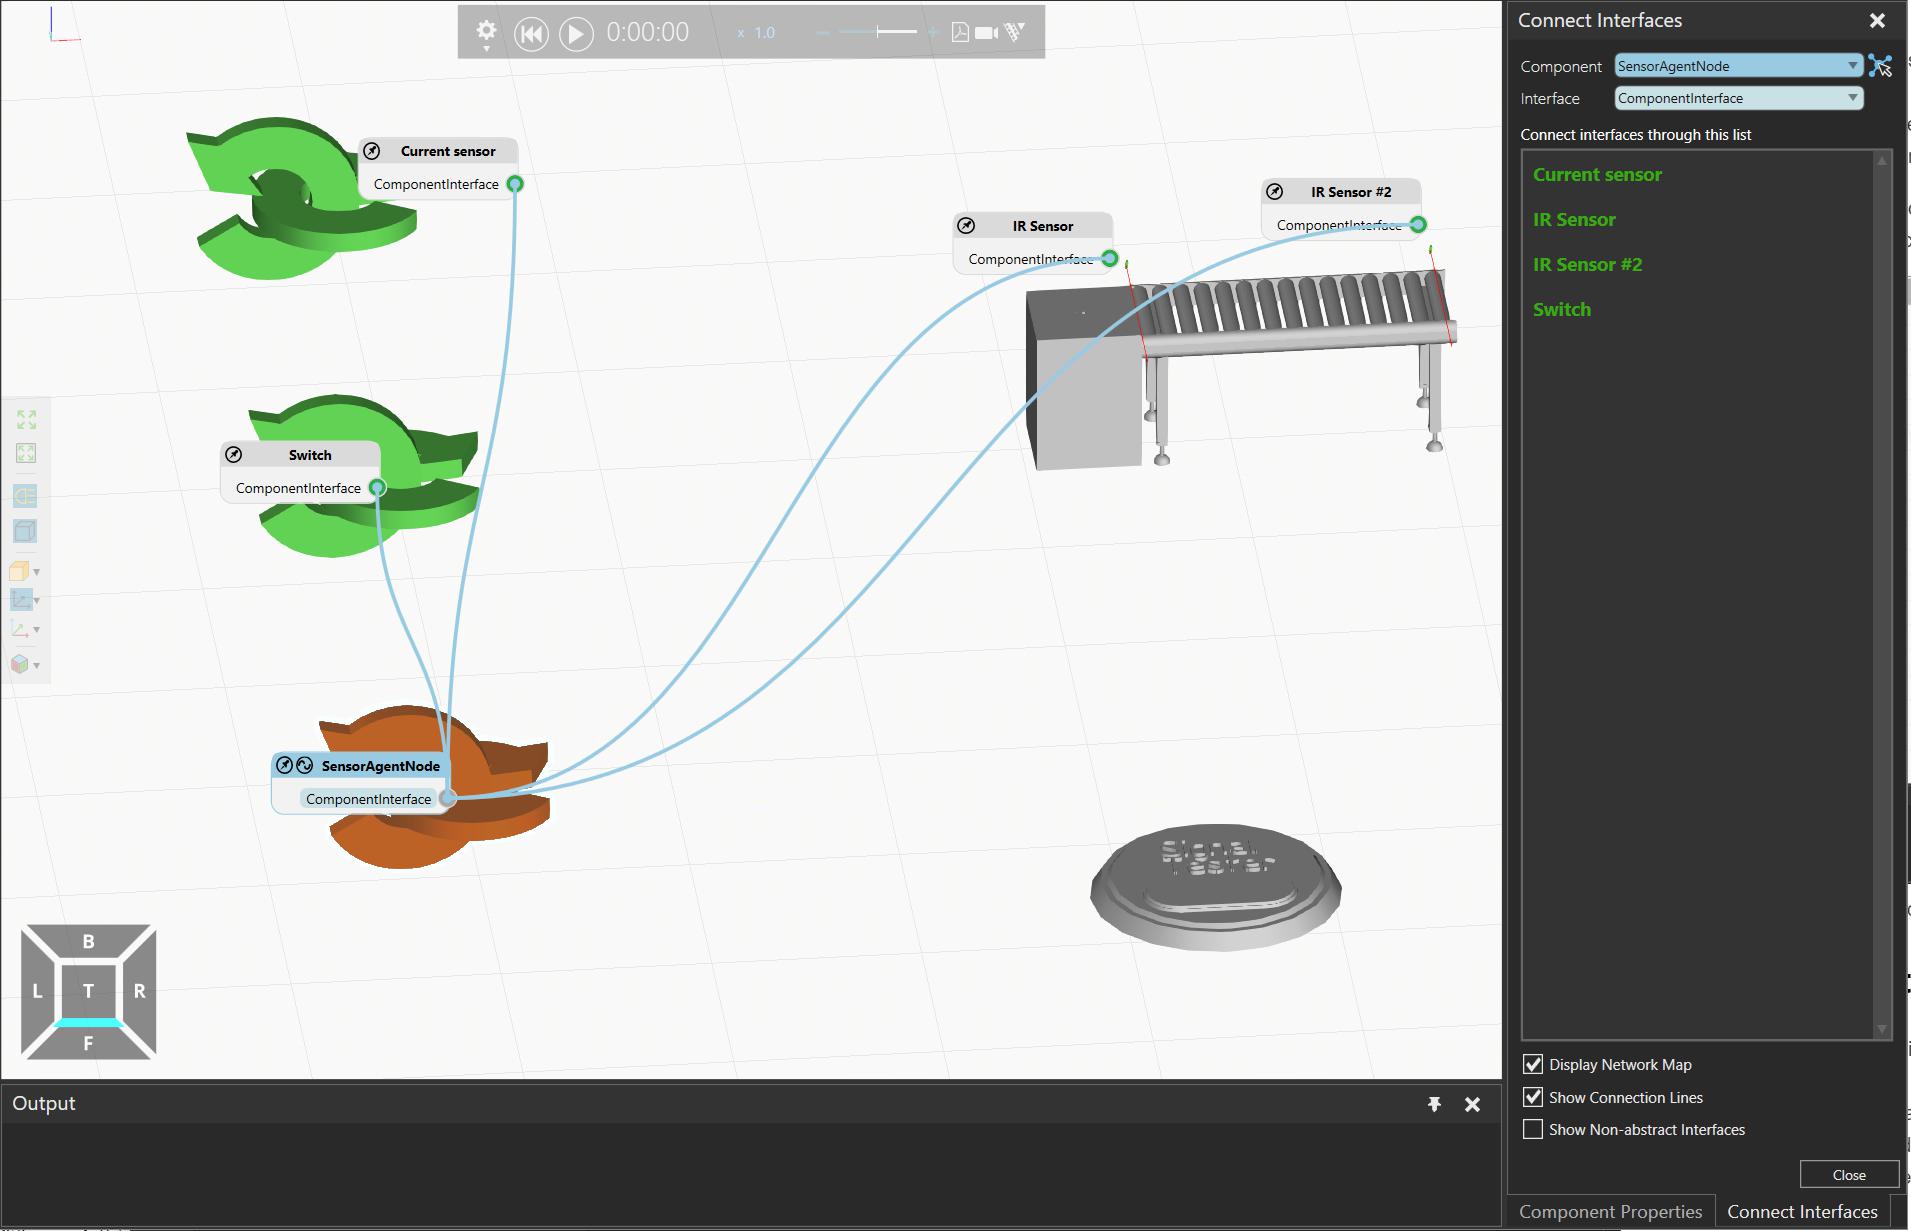 0:00:00
x 1.0
Current sensor
ComponentInterface
IR Sensor #2
ComponentInterface
IR Sensor
ComponentInterface
Switch
ComponentInterface
SensorAgentNode
ComponentInterface
B
L T R
F
Output
Connect Interfaces
Component SensorAgentNode
Interface ComponentInterface
Connect interfaces through this list
Current sensor
IR Sensor
IR Sensor #2
Switch
Display Network Map
Show Connection Lines
Show Non-abstract Interfaces
Close
Component Properties
Connect Interfaces